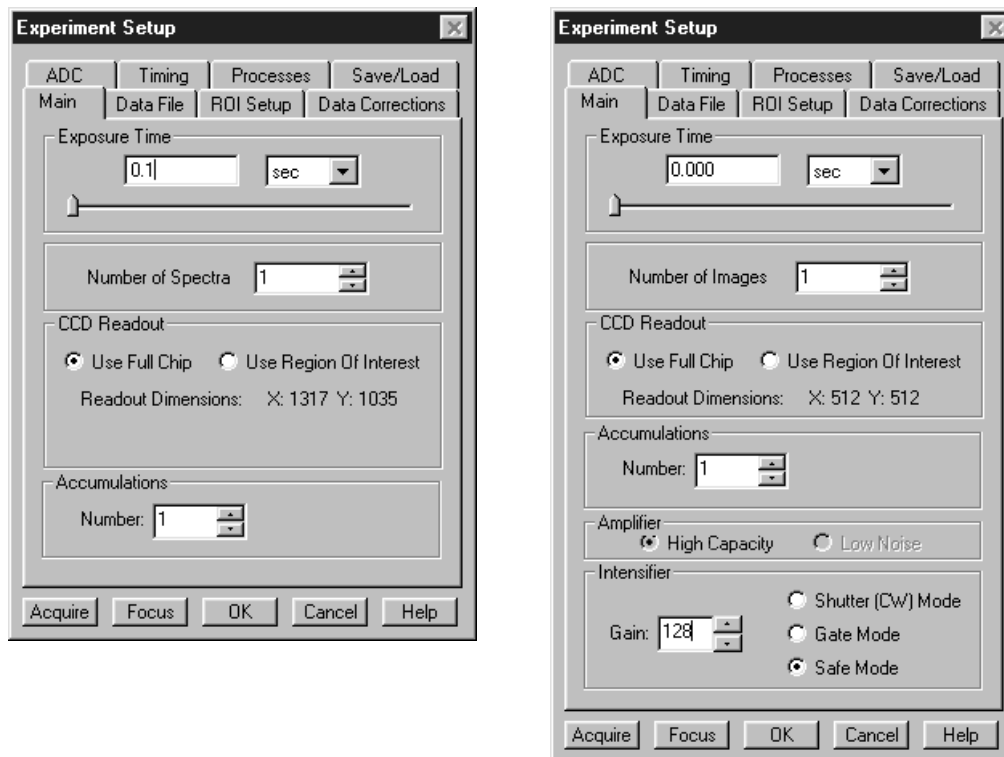 Experiment Setup
ADC Timing Processes Save/Load
Main Data File ROI Setup Data Corrections
Exposure Time
0.1 sec
Number of Spectra 1
CCD Readout
Use Full Chip Use Region Of Interest
Readout Dimensions: X: 1317 Y: 1035
Accumulations
Number: 1
Acquire Focus OK Cancel Help
Experiment Setup
ADC Timing Processes Save/Load
Main Data File ROI Setup Data Corrections
Exposure Time
0.000 sec
Number of Images 1
CCD Readout
Use Full Chip Use Region Of Interest
Readout Dimensions: X: 512 Y: 512
Accumulations
Number: 1
Amplifier
High Capacity Low Noise
Intensifier
Shutter (CW) Mode
Gain: 128 Gate Mode
Safe Mode
Acquire Focus OK Cancel Help